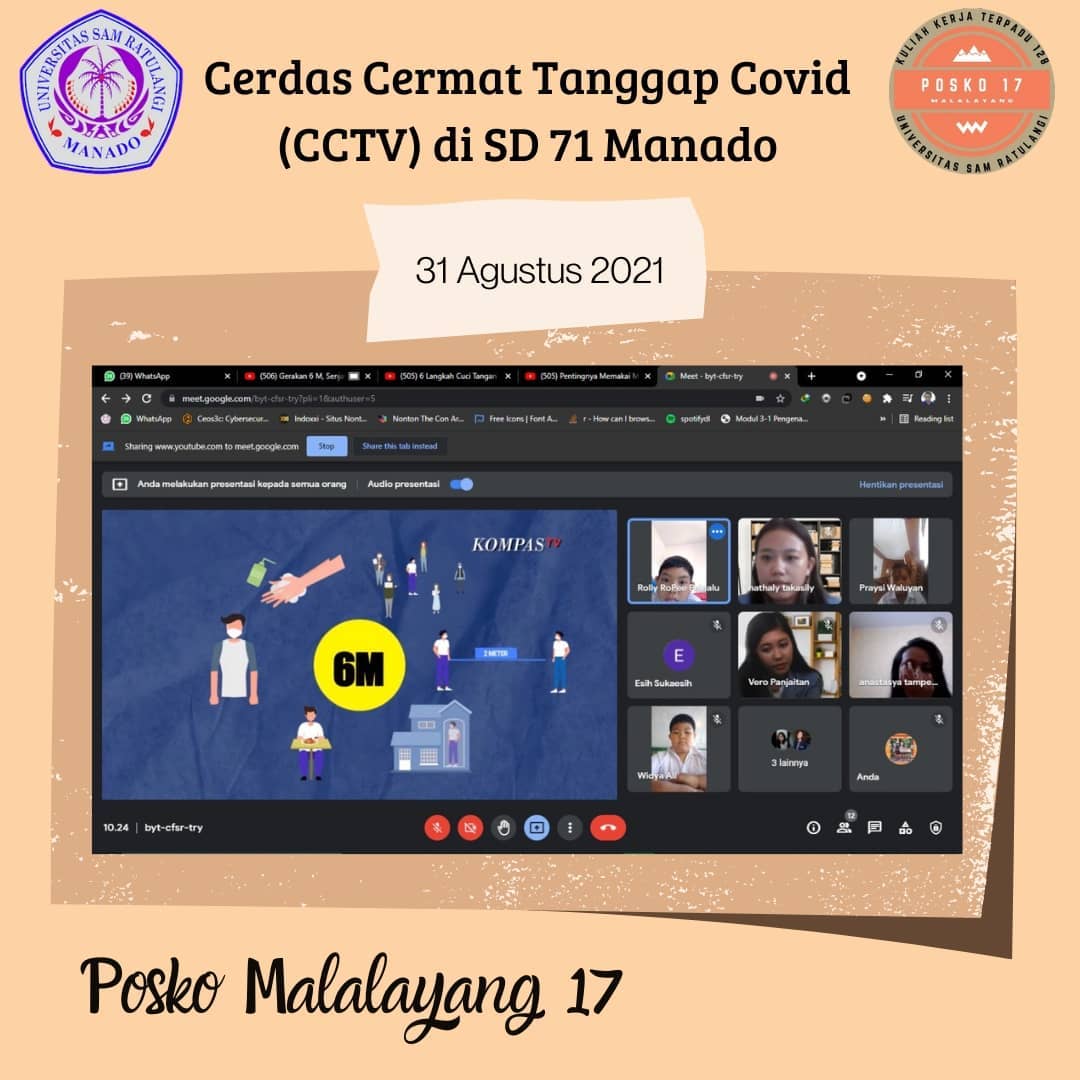 UNIVERSITAS SAM RATULANGI
MANADO
Cerdas Cermat Tanggap Covid
(CCTV) di SD 71 Manado
KULIAH KERJA TERPADU 128
POSKO 17
MALALAYANG
UNIVERSITAS SAM RATULANGI
31 Agustus 2021
(39) WhatsApp
(506) Gerakan 6 M, Senja
(505) 6 Langkah Cuci Tangan
(505) Pentingnya Memakai M
Meet - byt-cfsr-try
meet.google.com/byt-cfsr-try?pli=1&authuser=5
WhatsApp
Ceos3c Cybersecur...
Indoxxi - Situs Nont...
Nonton The Con Ar...
Free Icons | Font A...
r - How can I brows...
spotifydl
Modul 3-1 Pengena...
»
Reading list
Sharing www.youtube.com to meet.google.com
Stop
Share this tab instead
Anda melakukan presentasi kepada semua orang
Audio presentasi
Hentikan presentasi
KOMPAS TV
6M
2 METER
Rolly
nathaly takasily
Praysi Waluyan
E
Esih Sukaesih
Vero Panjaitan
anastasya tampe...
Widya Ali
3 lainnya
Anda
10.24 | byt-cfsr-try
12
Posko Malalayang 17